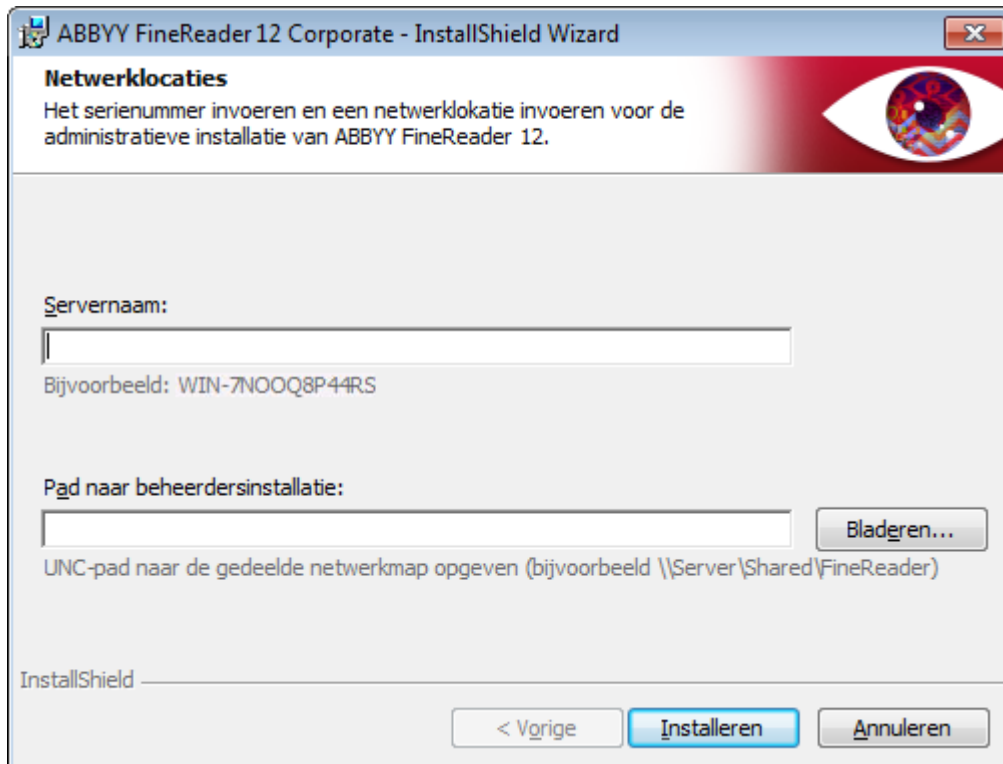 ABBYY FineReader 12 Corporate - InstallShield Wizard
Netwerklocaties
Het serienummer invoeren en een netwerklokatie invoeren voor de
administratieve installatie van ABBYY FineReader 12.
Servernaam:
Bijvoorbeeld: WIN-7NOOQ8P44RS
Pad naar beheerdersinstallatie:
Bladeren...
UNC-pad naar de gedeelde netwerkmap opgeven (bijvoorbeeld \\Server\Shared\FineReader)
InstallShield
< Vorige
Installeren
Annuleren